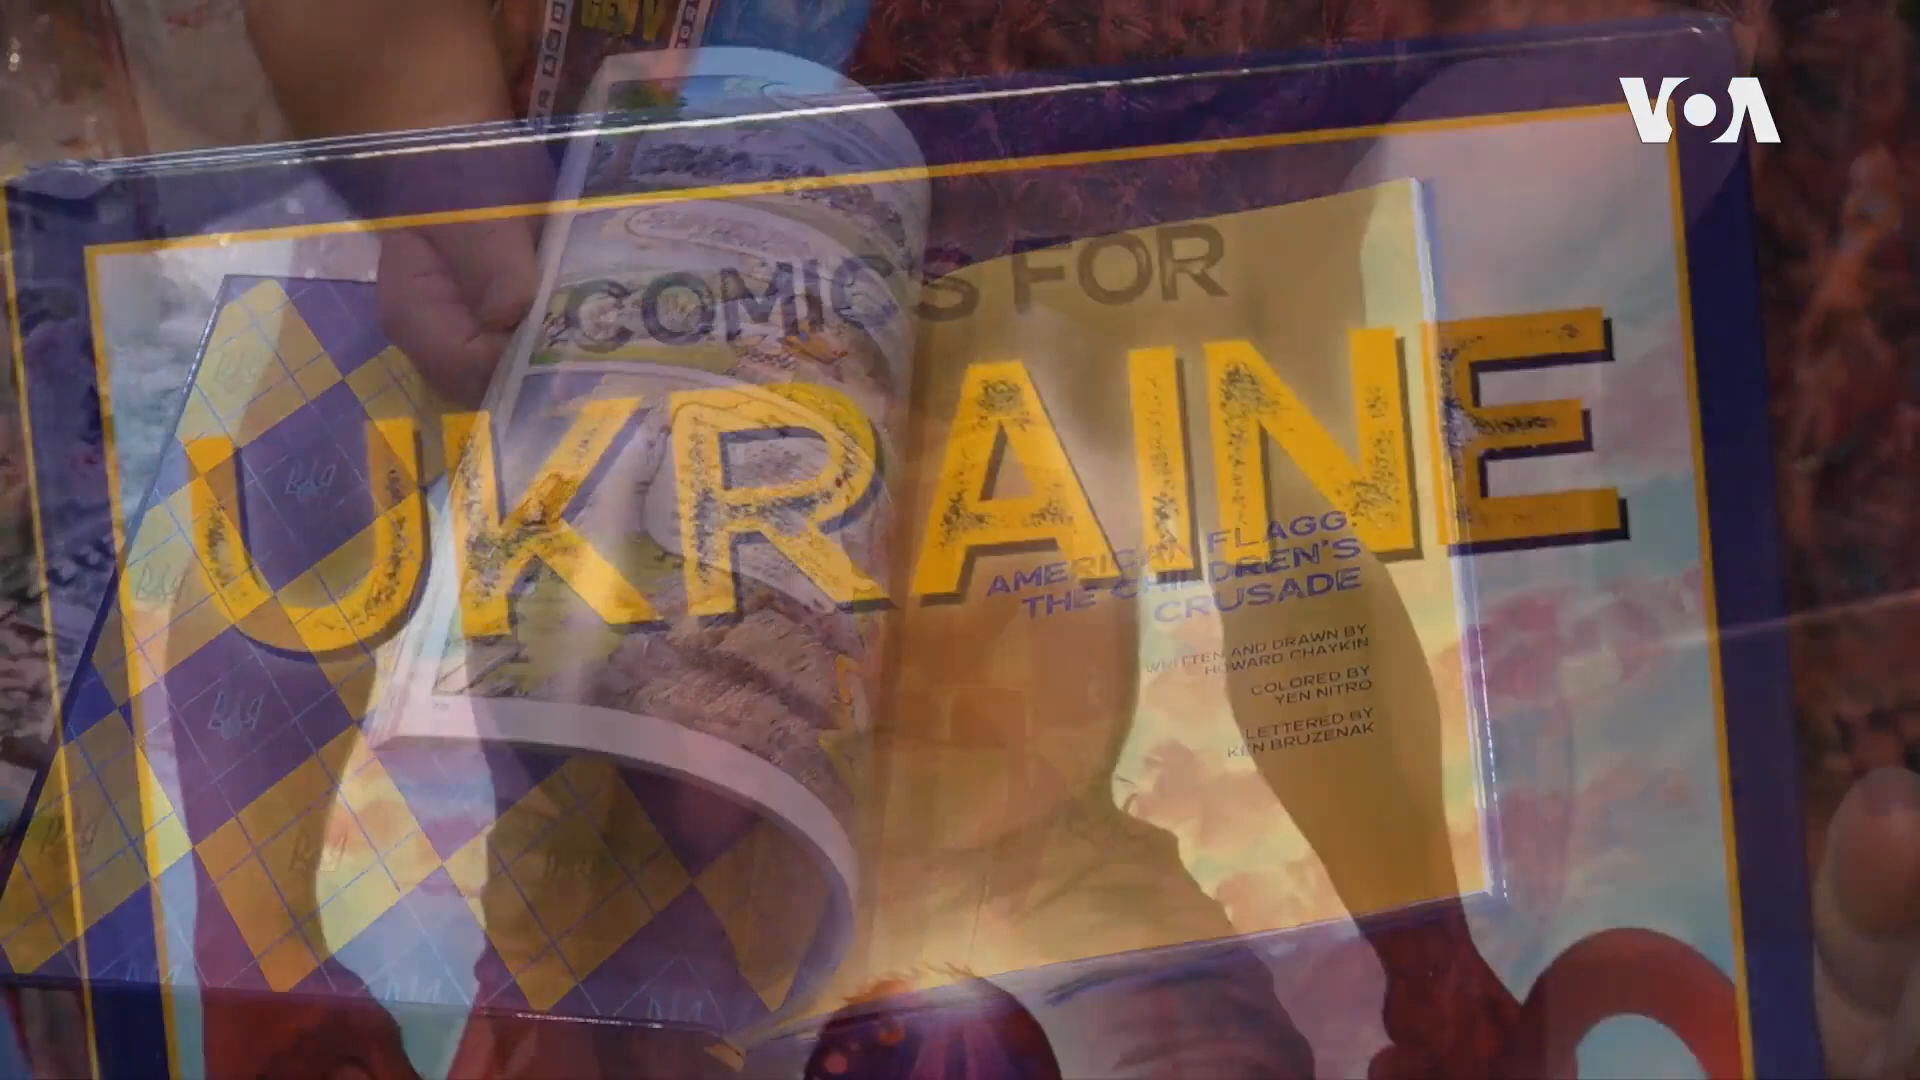 GEN V
VOA
COMICS FOR
UKRAINE
AMERICAN FLAGG:
THE CHILDREN'S
CRUSADE
WRITTEN AND DRAWN BY
HOWARD CHAYKIN
COLORED BY
YEN NITRO
LETTERED BY
KEN BRUZENAK